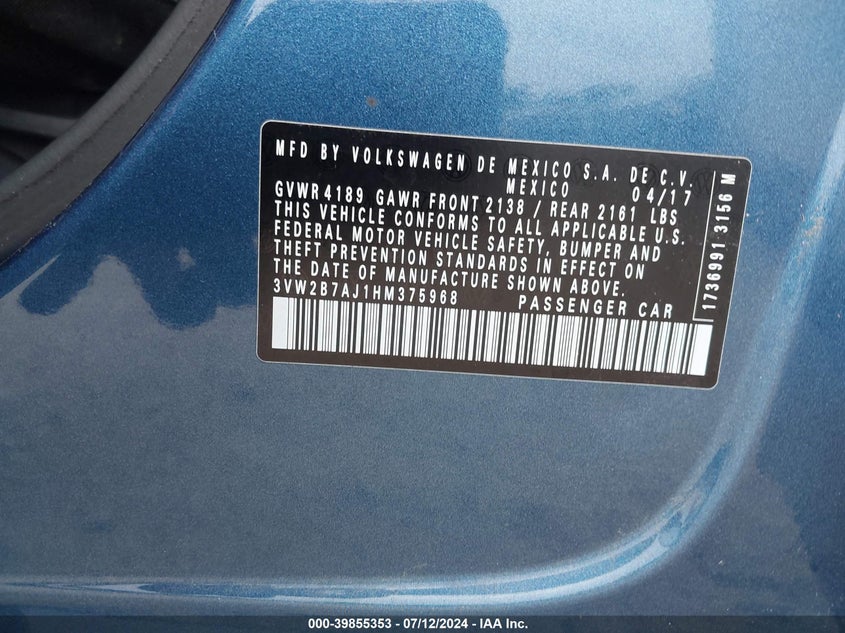 MFD BY VOLKSWAGEN DE MEXICO S.A. DE C.V.
MEXICO 04/17
GVWR 4189 GAWR FRONT 2138 / REAR 2161 LBS
THIS VEHICLE CONFORMS TO ALL APPLICABLE U.S.
FEDERAL MOTOR VEHICLE SAFETY, BUMPER AND
THEFT PREVENTION STANDARDS IN EFFECT ON
THE DATE OF MANUFACTURE SHOWN ABOVE.
3VW2B7AJ1HM375968 PASSENGER CAR
1736991 3156 M
000-39855353 - 07/12/2024 - IAA Inc.